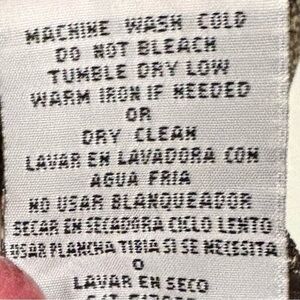 MACHINE WASH COLD
DO NOT BLEACH
TUMBLE DRY LOW
WARM IRON IF NEEDED
OR
DRY CLEAN
LAVAR EN LAVADORA CON
AGUA FRIA
NO USAR BLANQUEADOR
SECAR EN SECADORA CICLO LENTO
USAR PLANCHA TIBIA SI SE NECESITA
O
LAVAR EN SECO